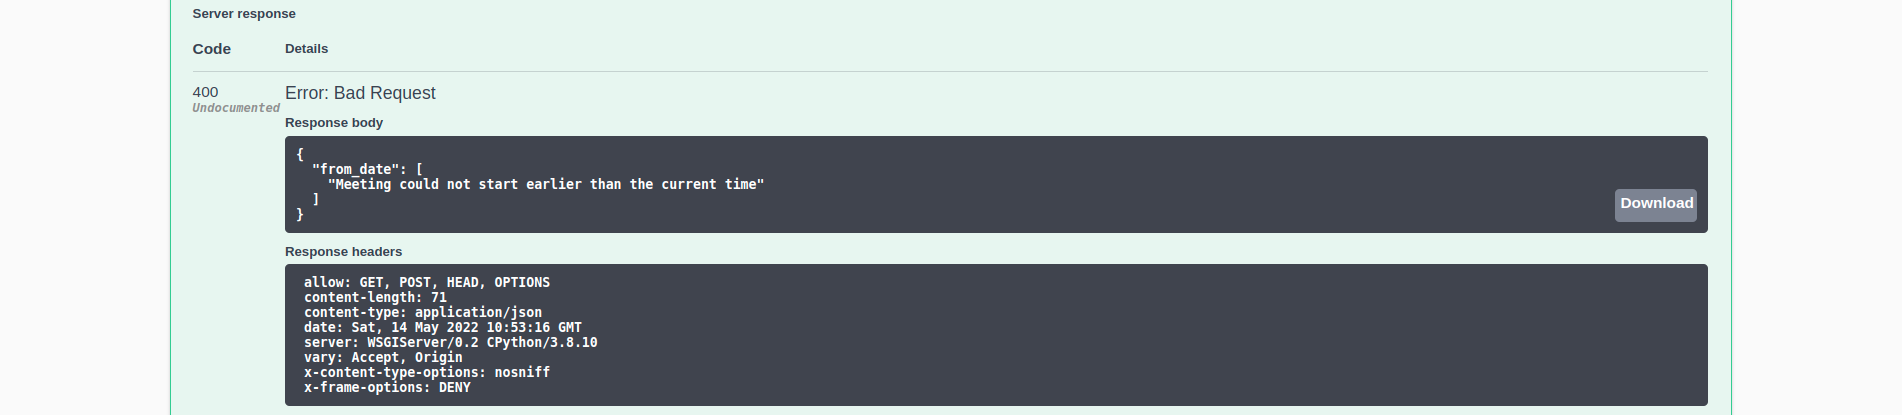 Server response
Code Details
400 Error: Bad Request
Undocumented
Response body
{
  "from_date": [
    "Meeting could not start earlier than the current time"
  ]
}
Download
Response headers
allow: GET, POST, HEAD, OPTIONS
content-length: 71
content-type: application/json
date: Sat, 14 May 2022 10:53:16 GMT
server: WSGIServer/0.2 CPython/3.8.10
vary: Accept, Origin
x-content-type-options: nosniff
x-frame-options: DENY